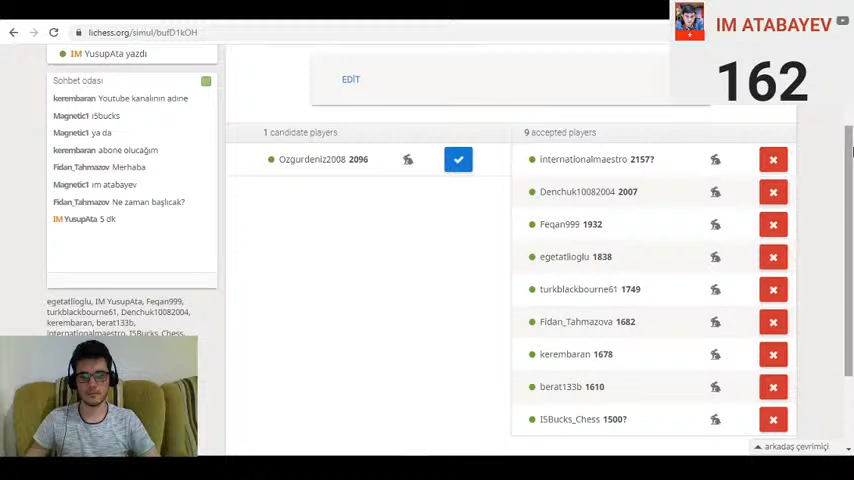 lichess.org/simul/bufD1kOH
IM ATABAYEV
162
IM YusupAta yazdı
Sohbet odası
kerembaran Youtube kanalının adıne
Magnetic1 i5bucks
Magnetic1 ya da
kerembaran abone olucağım
Fidan_Tahmazov Merhaba
Magnetic1 ım atabayev
Fidan_Tahmazov Ne zaman başlıcak?
IM YusupAta 5 dk
egetatlioglu, IM YusupAta, Feqan999,
turkblackbourne61, Denchuk10082004,
kerembaran, berat133b,
internationalmaestro, I5Bucks_Chess,
EDİT
1 candidate players
Ozgurdeniz2008 2096
9 accepted players
internationalmaestro 2157?
Denchuk10082004 2007
Feqan999 1932
egetatlioglu 1838
turkblackbourne61 1749
Fidan_Tahmazova 1682
kerembaran 1678
berat133b 1610
I5Bucks_Chess 1500?
arkadaş çevrimiçi